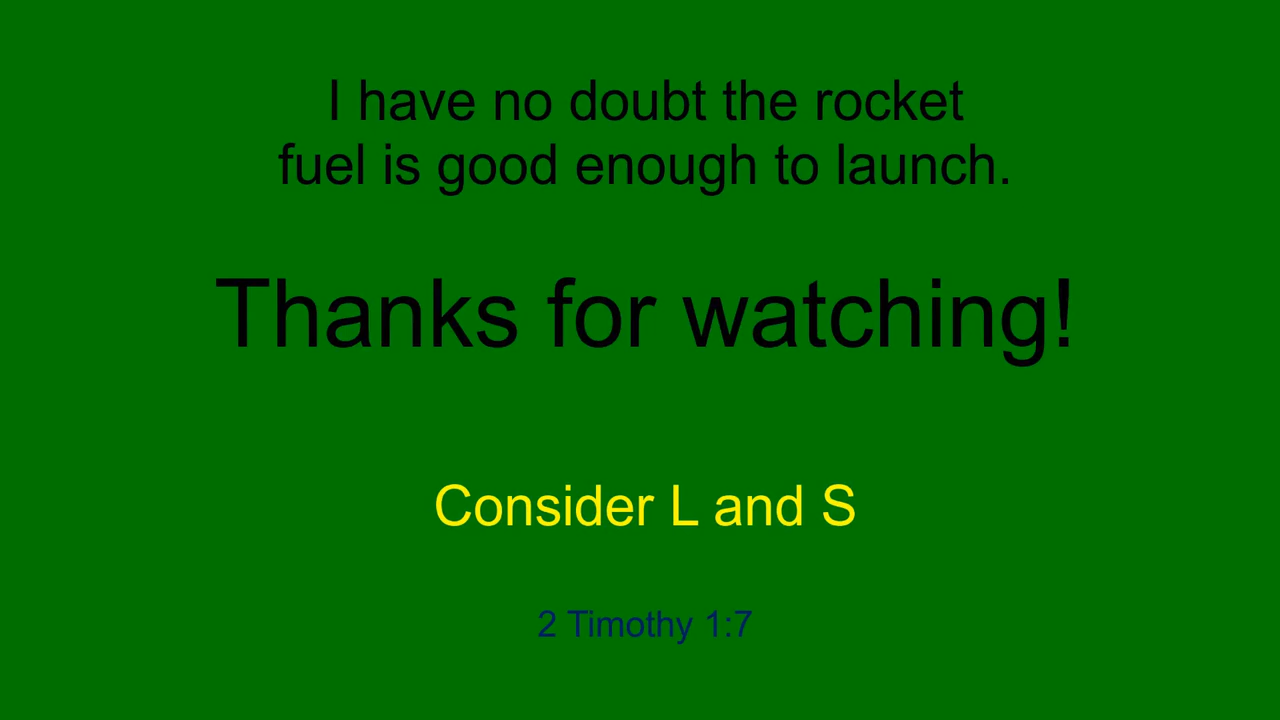 I have no doubt the rocket
fuel is good enough to launch.
Thanks for watching!
Consider L and S
2 Timothy 1:7